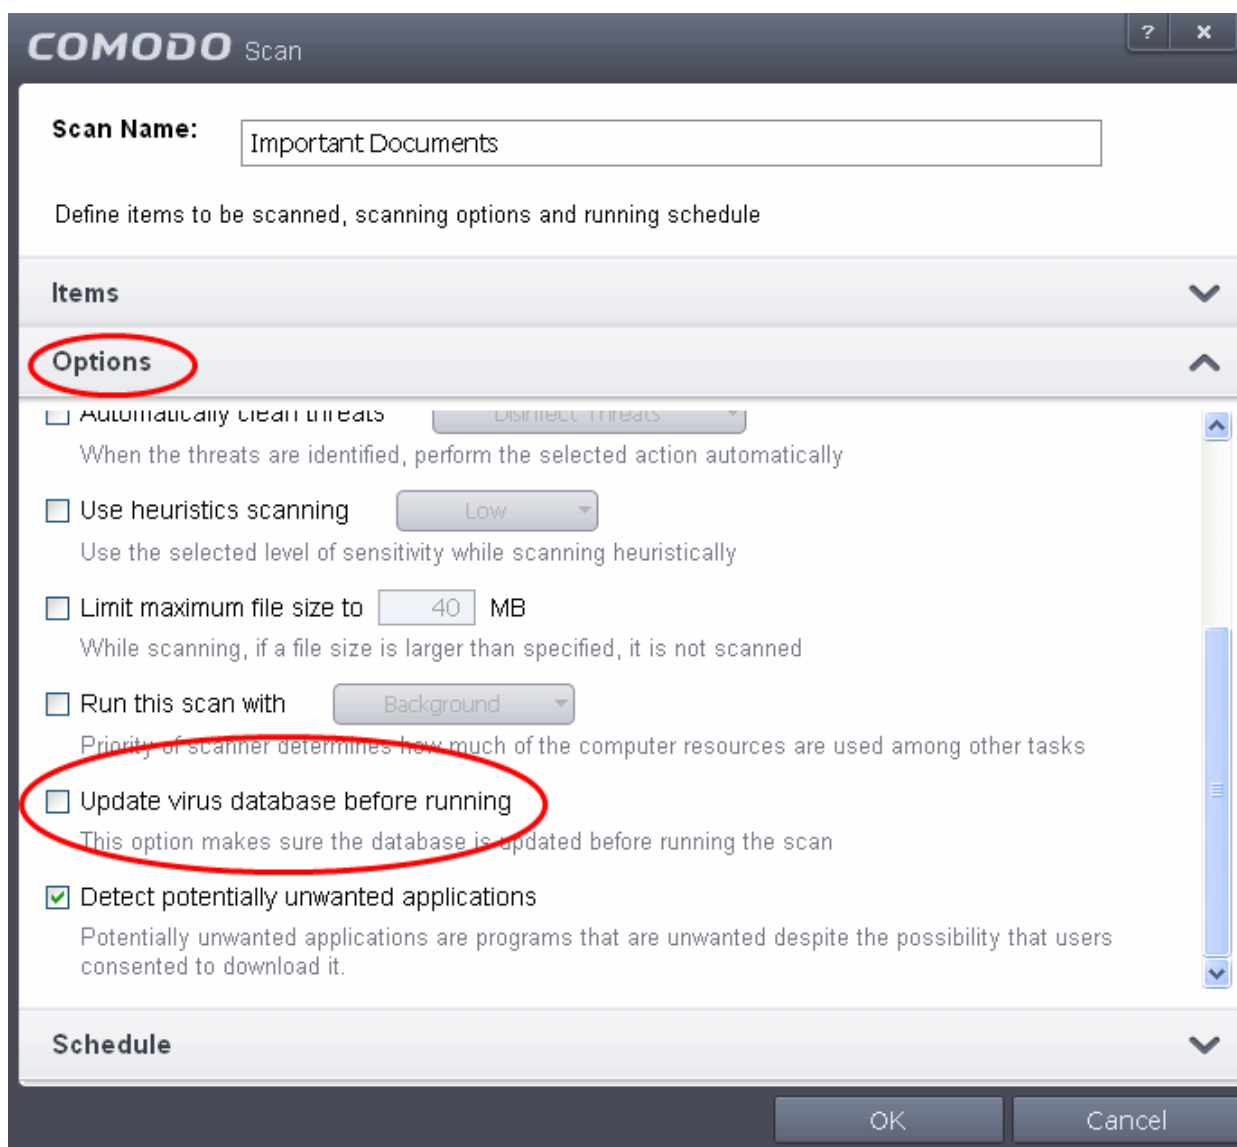 COMODO Scan
? x
Scan Name:
Important Documents
Define items to be scanned, scanning options and running schedule
Items
Options
Automatically clean threats Disinfect Threats
When the threats are identified, perform the selected action automatically
Use heuristics scanning Low
Use the selected level of sensitivity while scanning heuristically
Limit maximum file size to 40 MB
While scanning, if a file size is larger than specified, it is not scanned
Run this scan with Background
Priority of scanner determines how much of the computer resources are used among other tasks
Update virus database before running
This option makes sure the database is updated before running the scan
Detect potentially unwanted applications
Potentially unwanted applications are programs that are unwanted despite the possibility that users
consented to download it.
Schedule
OK Cancel